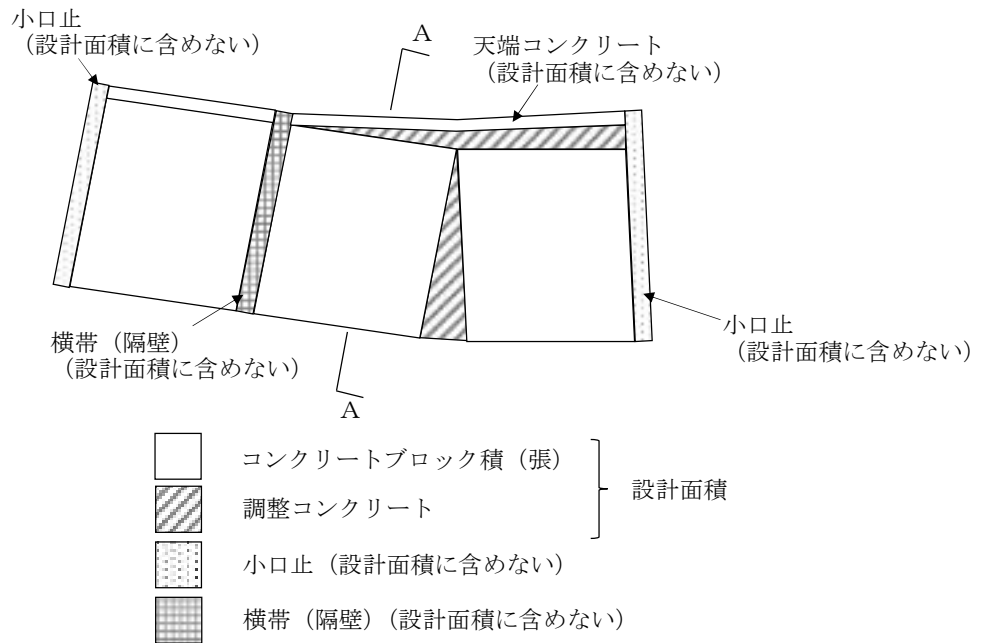 小口止
（設計面積に含めない）
A
天端コンクリート
（設計面積に含めない）
横帯（隔壁）
（設計面積に含めない）
小口止
（設計面積に含めない）
A
コンクリートブロック積（張）
調整コンクリート
設計面積
小口止（設計面積に含めない）
横帯（隔壁）（設計面積に含めない）